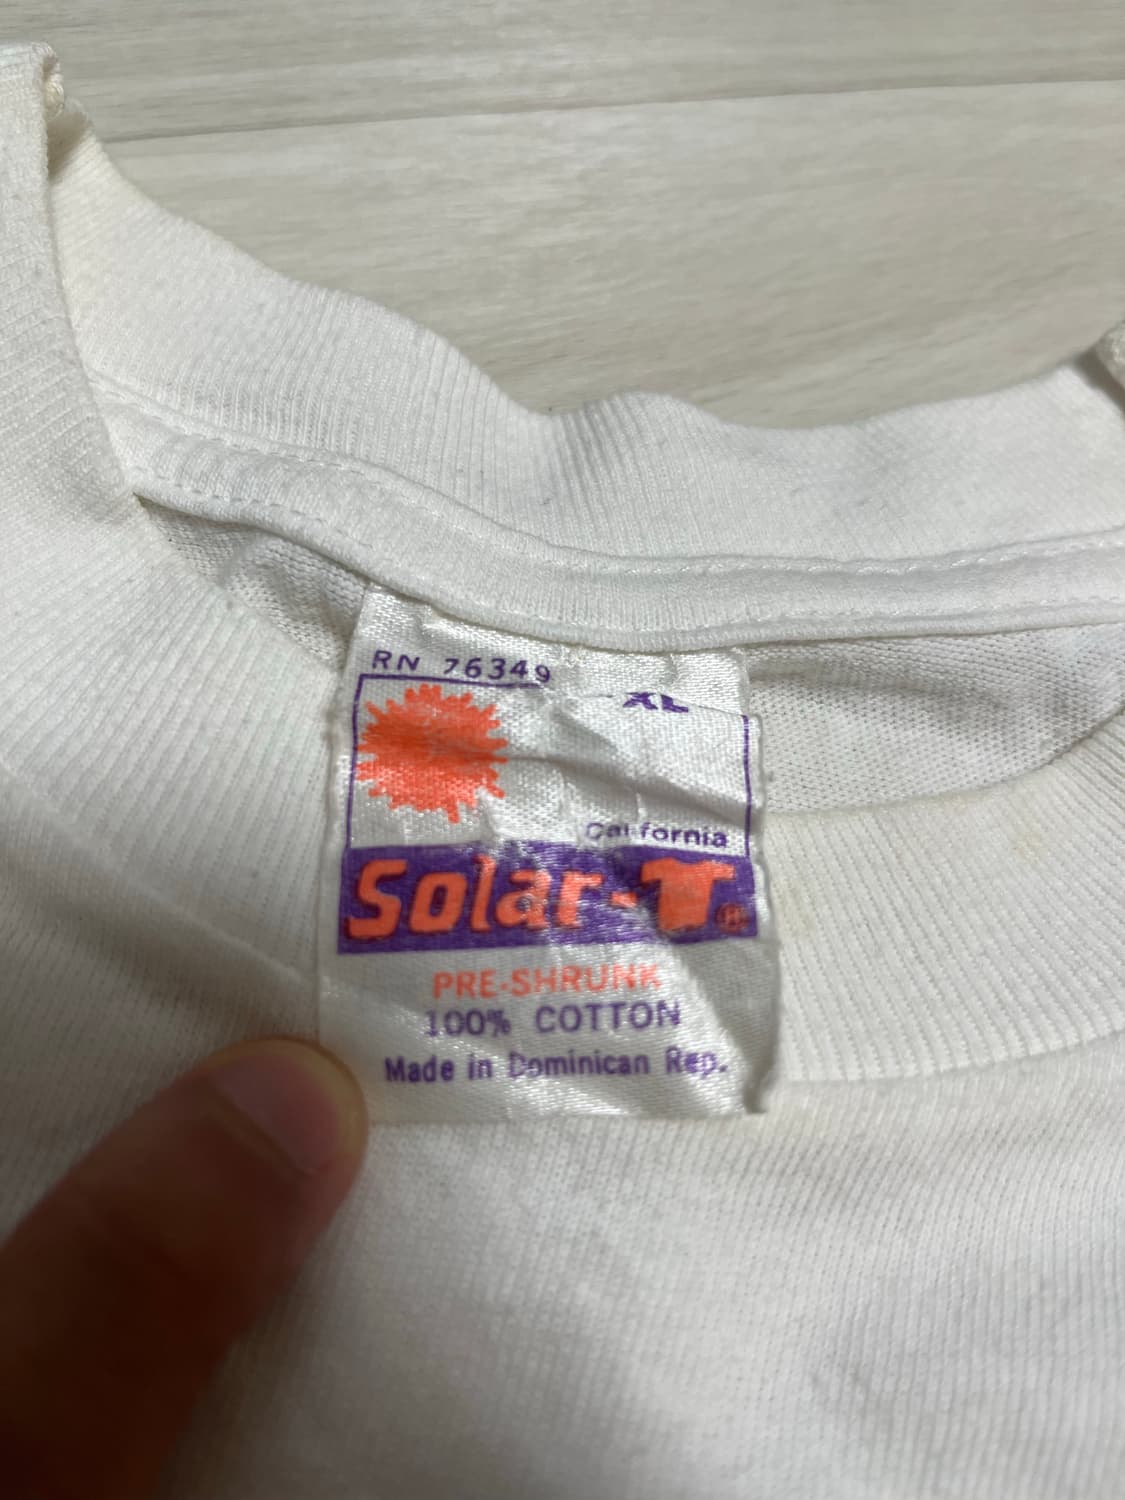 RN 76349
XL
California
Solar-T®
PRE-SHRUNK
100% COTTON
Made in Dominican Rep.